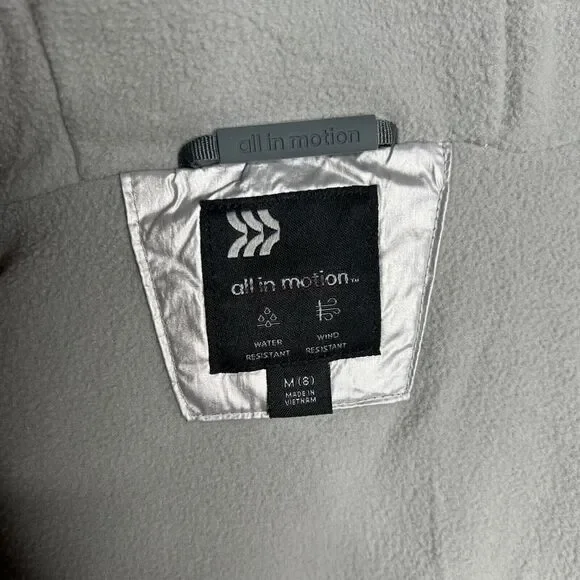 all in motion
all in motion™
WATER RESISTANT
WIND RESISTANT
M (8)
MADE IN
VIETNAM